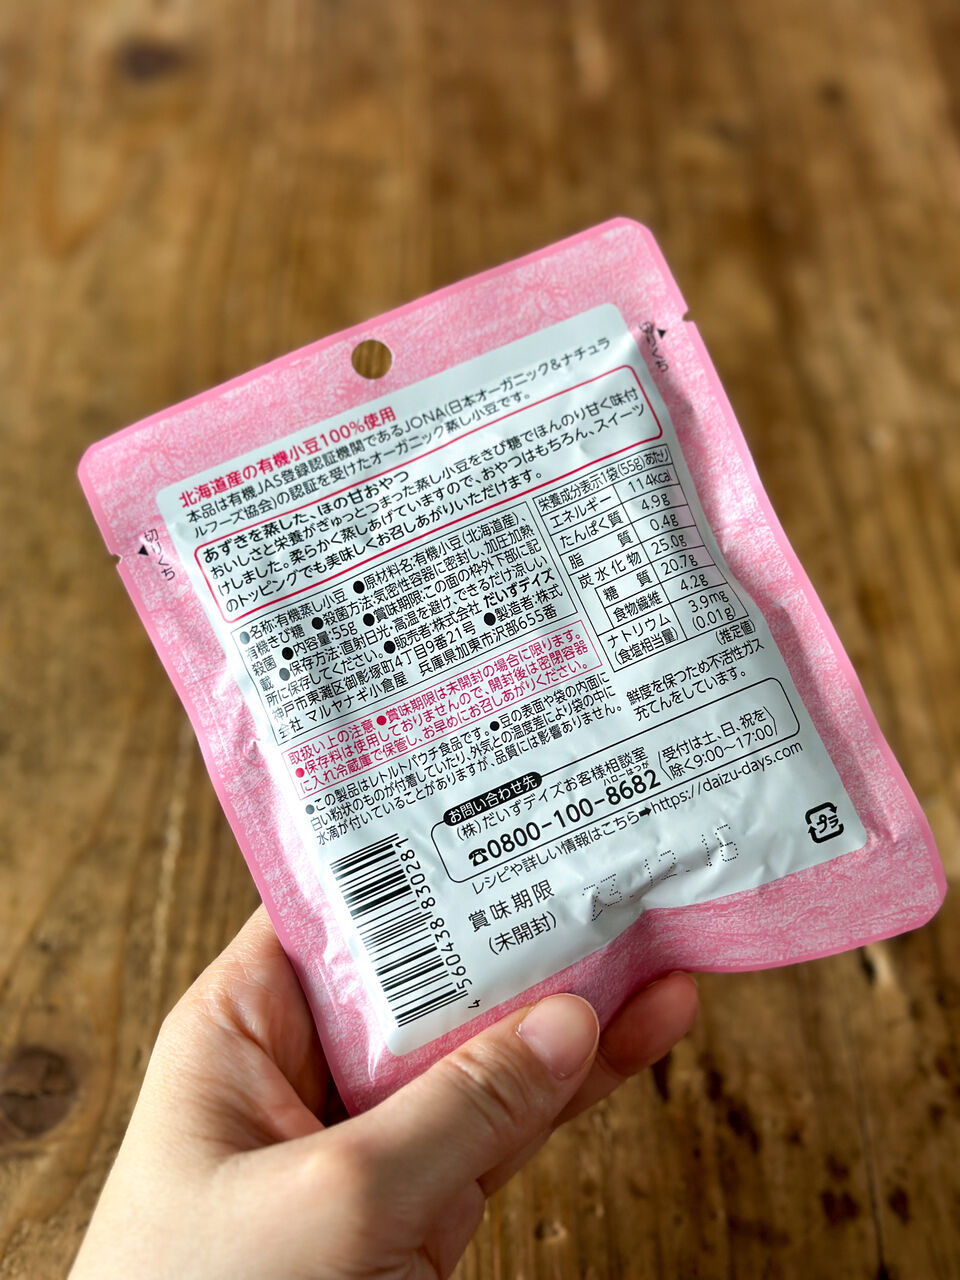 切りくち
北海道産の有機小豆100%使用
本品は有機JAS登録認証機関であるJONA(日本オーガニック&ナチュラ
ルフーズ協会)の認証を受けたオーガニック蒸し小豆です。
あずきを蒸した、ほの甘おやつ
おいしさと栄養がぎゅっとつまった蒸し小豆をきび糖でほんのり甘く味付
けしました。柔らかく蒸しあげていますので、おやつはもちろん、スイーツ
のトッピングでも美味しくお召しあがりいただけます。
切りくち
●名称:有機蒸し小豆 ●原材料名:有機小豆(北海道産)、
有機きび糖 ●殺菌方法:気密性容器に密封し、加圧加熱
殺菌 ●内容量:55g ●賞味期限:この面の枠外下部に記
載 ●保存方法:直射日光・高温を避け、できるだけ涼しい
所に保存してください。●販売者:株式会社 だいずデイズ
神戸市東灘区御影塚町4丁目9番21号 ●製造者:株式
会社 マルヤナギ小倉屋 兵庫県加東市沢部655番
栄養成分表示1袋(55g)あたり
エネルギー 114kcal
たんぱく質 4.9g
脂質 0.4g
炭水化物 25.0g
糖質 20.7g
食物繊維 4.2g
ナトリウム 3.9mg
(食塩相当量) (0.01g)
(推定値)
取扱い上の注意 ●賞味期限は未開封の場合に限ります。
●保存料は使用しておりませんので、開封後は密閉容器
に入れ冷蔵庫で保管し、お早めにお召しあがりください。
●この製品はレトルトパウチ食品です。●豆の表面や袋の内面に
白い粉状のものが付着していたり、外気との温度差により袋の中に
水滴が付いていることがありますが、品質には影響ありません。
鮮度を保つため不活性ガス
充てんをしています。
お問い合わせ先
(株)だいずデイズお客様相談室
ハローはつが
☎0800-100-8682
(受付は土、日、祝を
除く9:00〜17:00)
レシピや詳しい情報はこちら➡https://daizu-days.com
賞味期限
(未開封)
23.12.16
プラ
4 560438 830281